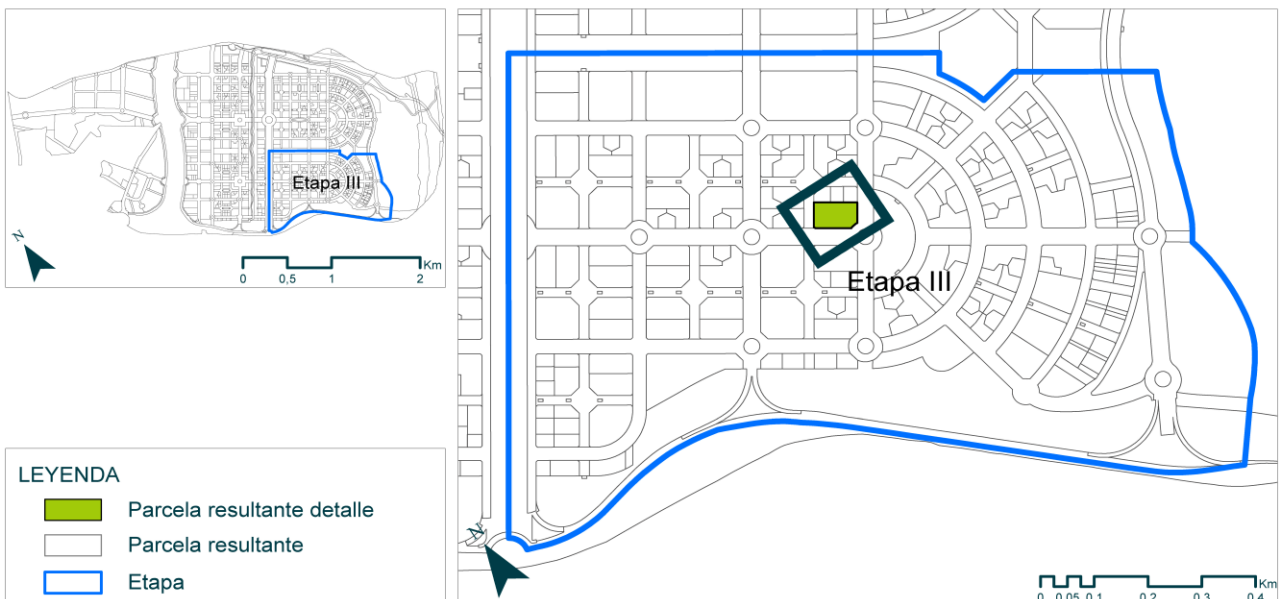 Etapa III
N
Km
0 0,5 1 2
LEYENDA
Parcela resultante detalle
Parcela resultante
Etapa
Etapa III
N
Km
0 0,05 0,1 0,2 0,3 0,4